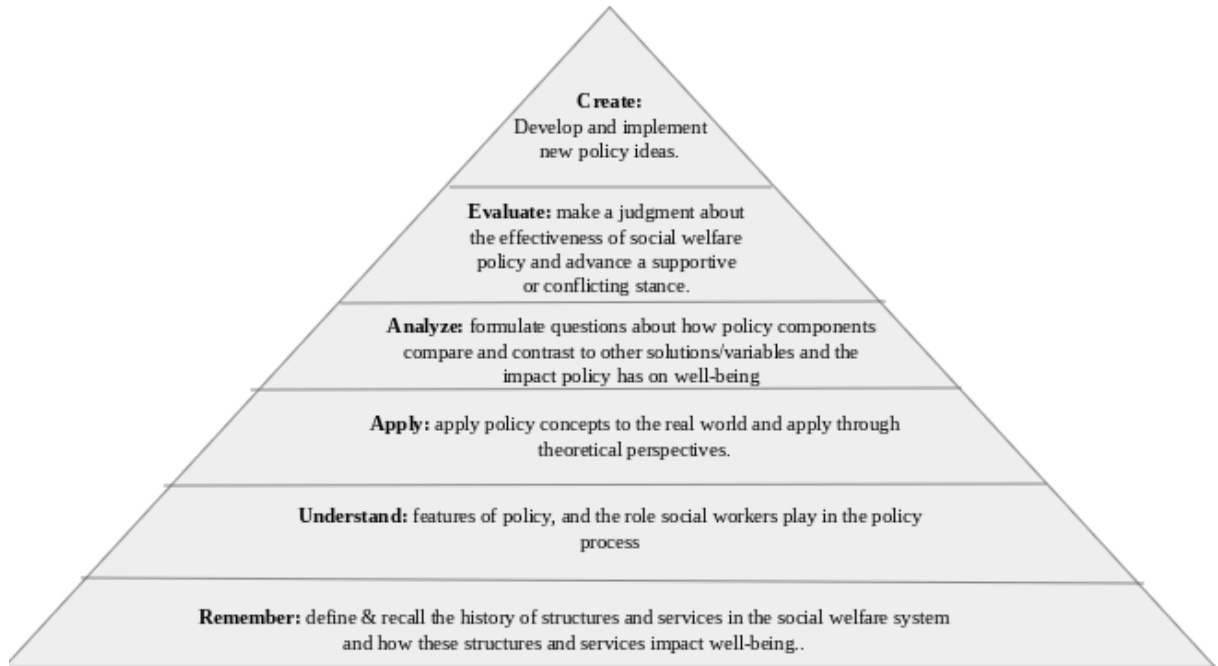 Create:
Develop and implement
new policy ideas.
Evaluate: make a judgment about
the effectiveness of social welfare
policy and advance a supportive
or conflicting stance.
Analyze: formulate questions about how policy components
compare and contrast to other solutions/variables and the
impact policy has on well-being
Apply: apply policy concepts to the real world and apply through
theoretical perspectives.
Understand: features of policy, and the role social workers play in the policy
process
Remember: define & recall the history of structures and services in the social welfare system
and how these structures and services impact well-being..